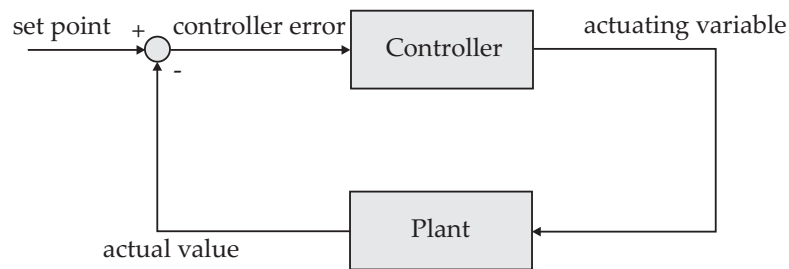 set point
+
controller error
Controller
actuating variable
-
Plant
actual value